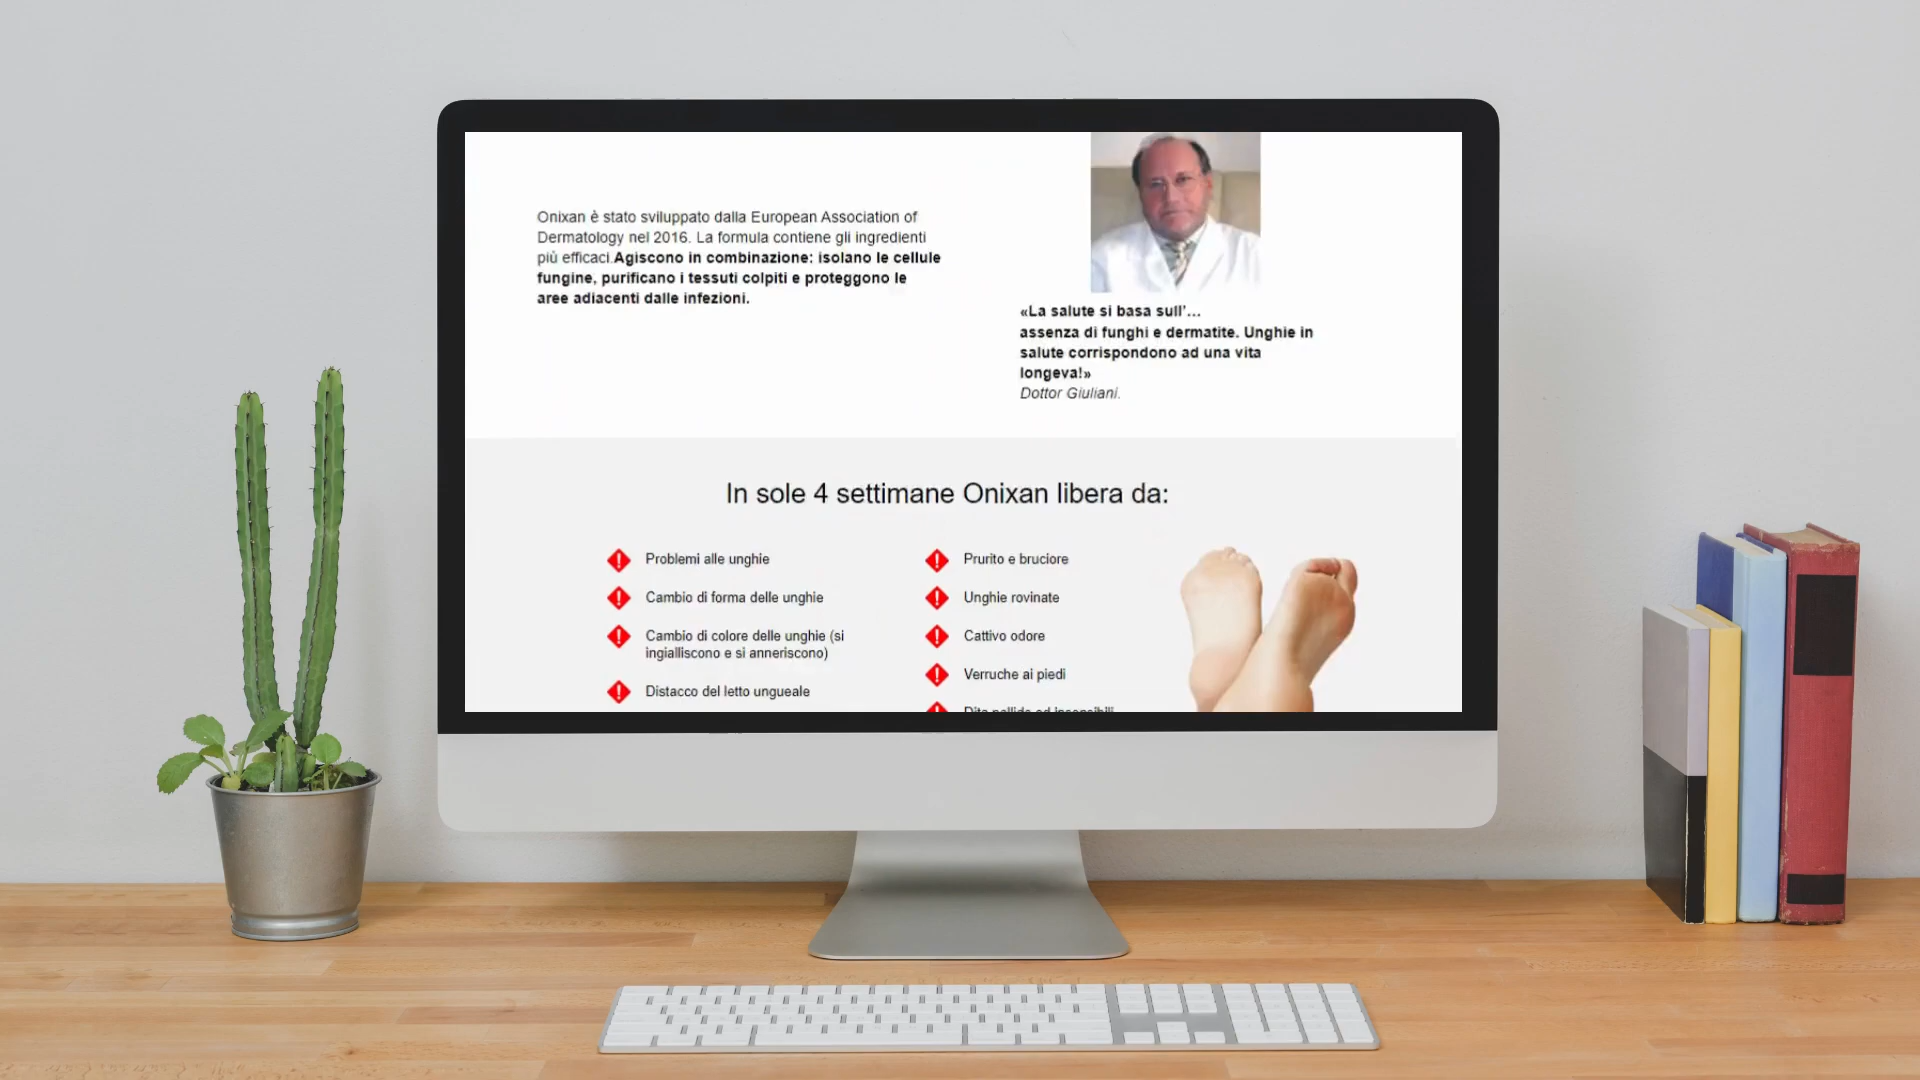 Onixan è stato sviluppato dalla European Association of
Dermatology nel 2016. La formula contiene gli ingredienti
più efficaci.Agiscono in combinazione: isolano le cellule
fungine, purificano i tessuti colpiti e proteggono le
aree adiacenti dalle infezioni.
«La salute si basa sull'…
assenza di funghi e dermatite. Unghie in
salute corrispondono ad una vita
longeva!»
Dottor Giuliani.
In sole 4 settimane Onixan libera da:
Problemi alle unghie
Cambio di forma delle unghie
Cambio di colore delle unghie (si
ingialliscono e si anneriscono)
Distacco del letto ungueale
Prurito e bruciore
Unghie rovinate
Cattivo odore
Verruche ai piedi